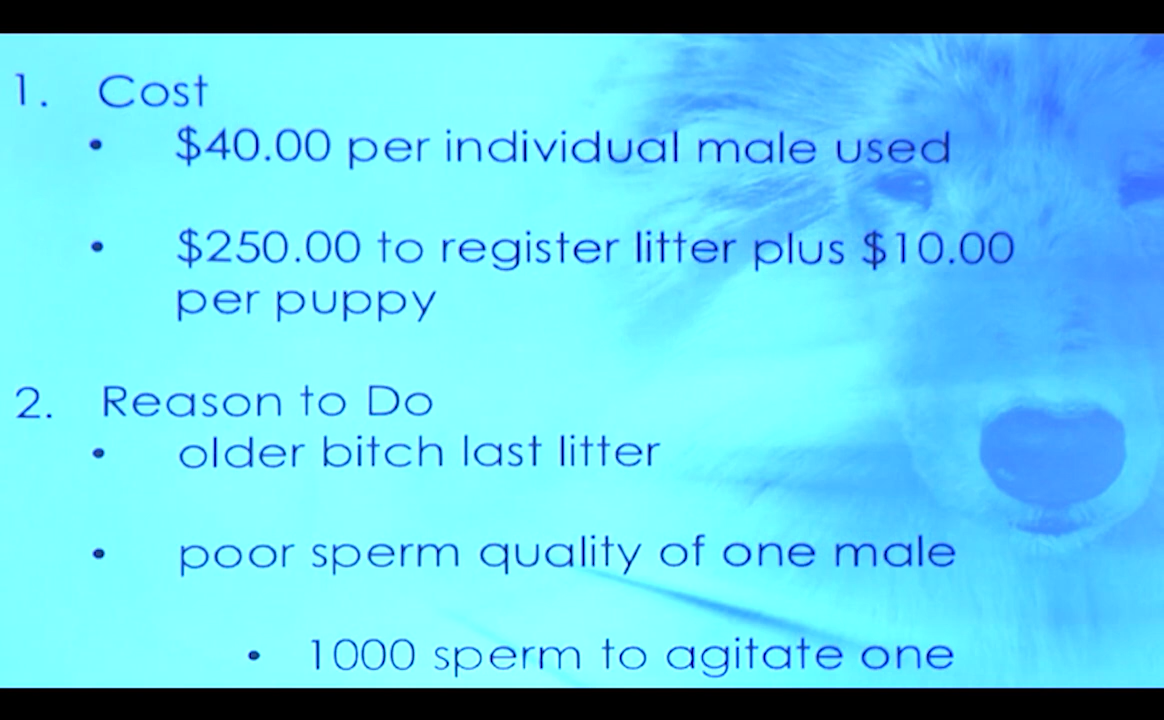 1. Cost
• $40.00 per individual male used
• $250.00 to register litter plus $10.00
per puppy
2. Reason to Do
• older bitch last litter
• poor sperm quality of one male
• 1000 sperm to agitate one